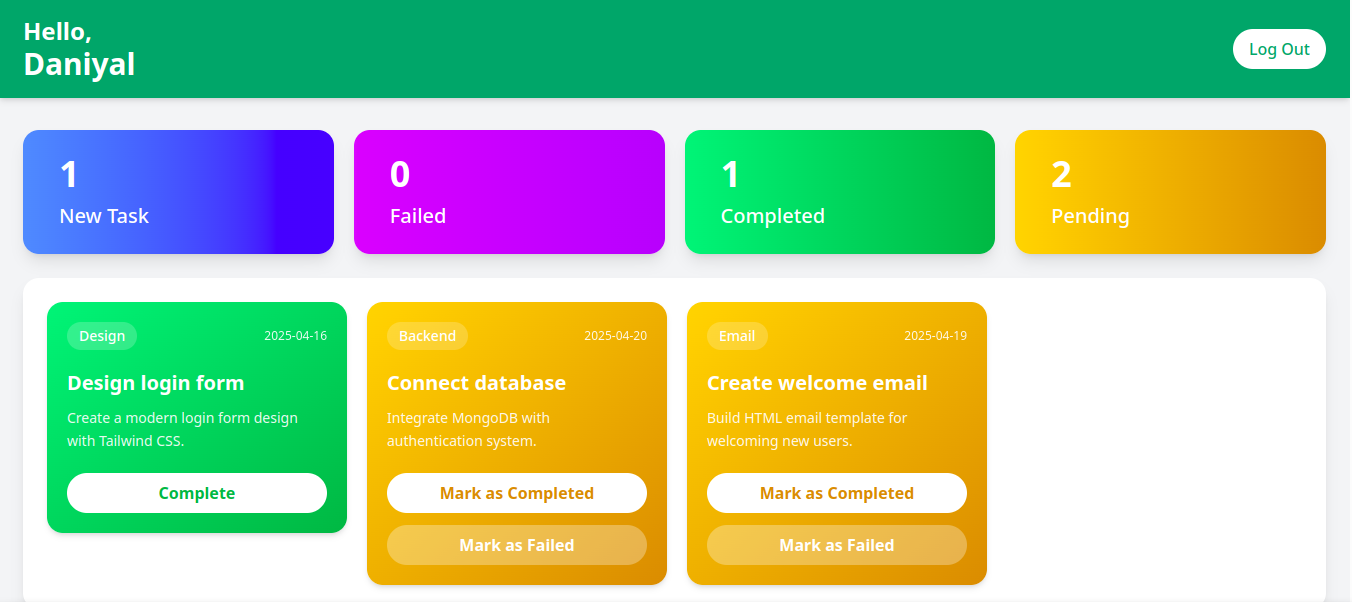 Hello,
Daniyal
Log Out
1
New Task
0
Failed
1
Completed
2
Pending
Design
2025-04-16
Design login form
Create a modern login form design
with Tailwind CSS.
Complete
Backend
2025-04-20
Connect database
Integrate MongoDB with
authentication system.
Mark as Completed
Mark as Failed
Email
2025-04-19
Create welcome email
Build HTML email template for
welcoming new users.
Mark as Completed
Mark as Failed